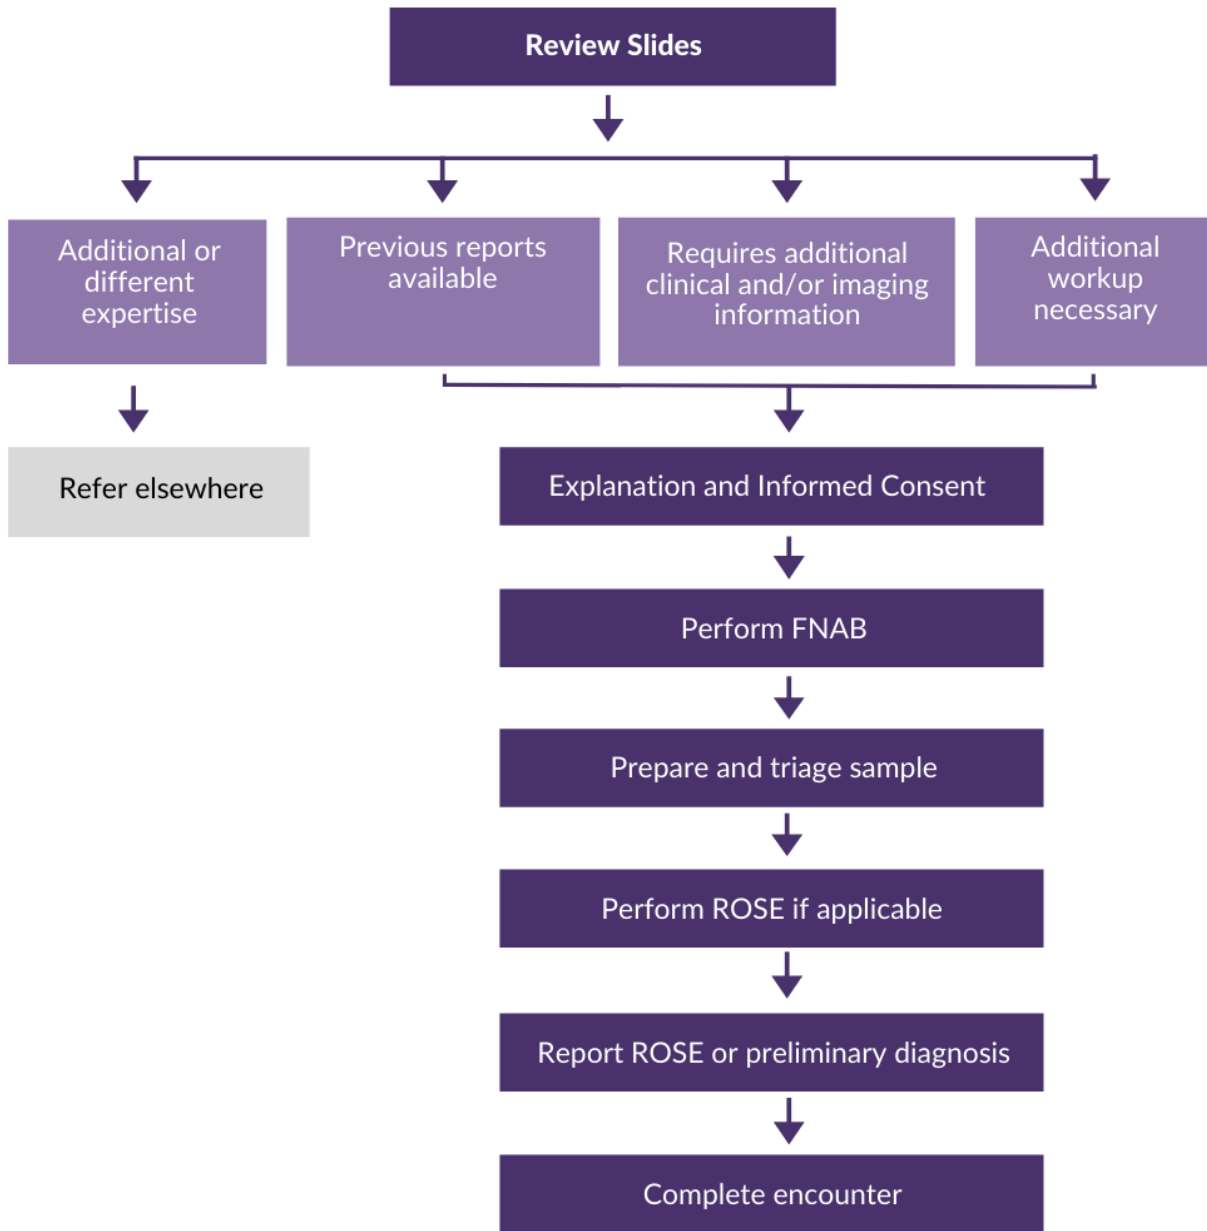 Review Slides
Additional or
different
expertise
Previous reports
available
Requires additional
clinical and/or imaging
information
Additional
workup
necessary
Refer elsewhere
Explanation and Informed Consent
Perform FNAB
Prepare and triage sample
Perform ROSE if applicable
Report ROSE or preliminary diagnosis
Complete encounter